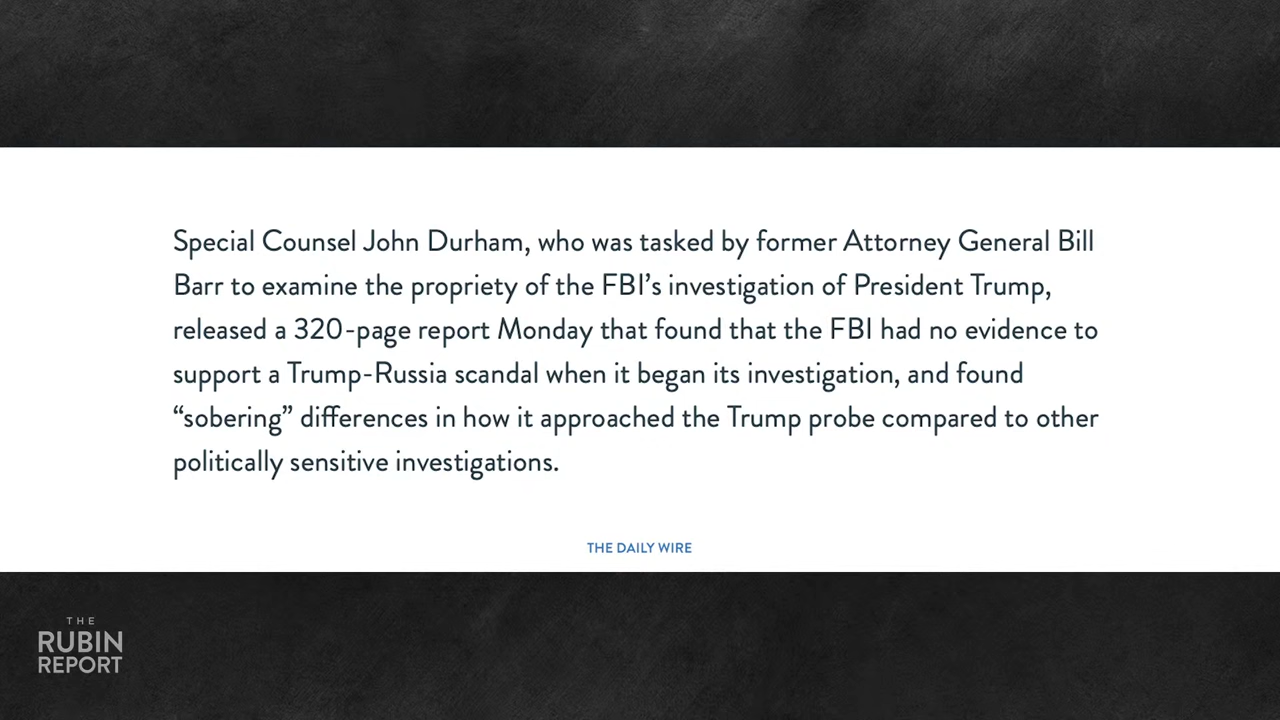 Special Counsel John Durham, who was tasked by former Attorney General Bill
Barr to examine the propriety of the FBI’s investigation of President Trump,
released a 320-page report Monday that found that the FBI had no evidence to
support a Trump-Russia scandal when it began its investigation, and found
“sobering” differences in how it approached the Trump probe compared to other
politically sensitive investigations.
THE DAILY WIRE
THE
RUBIN
REPORT